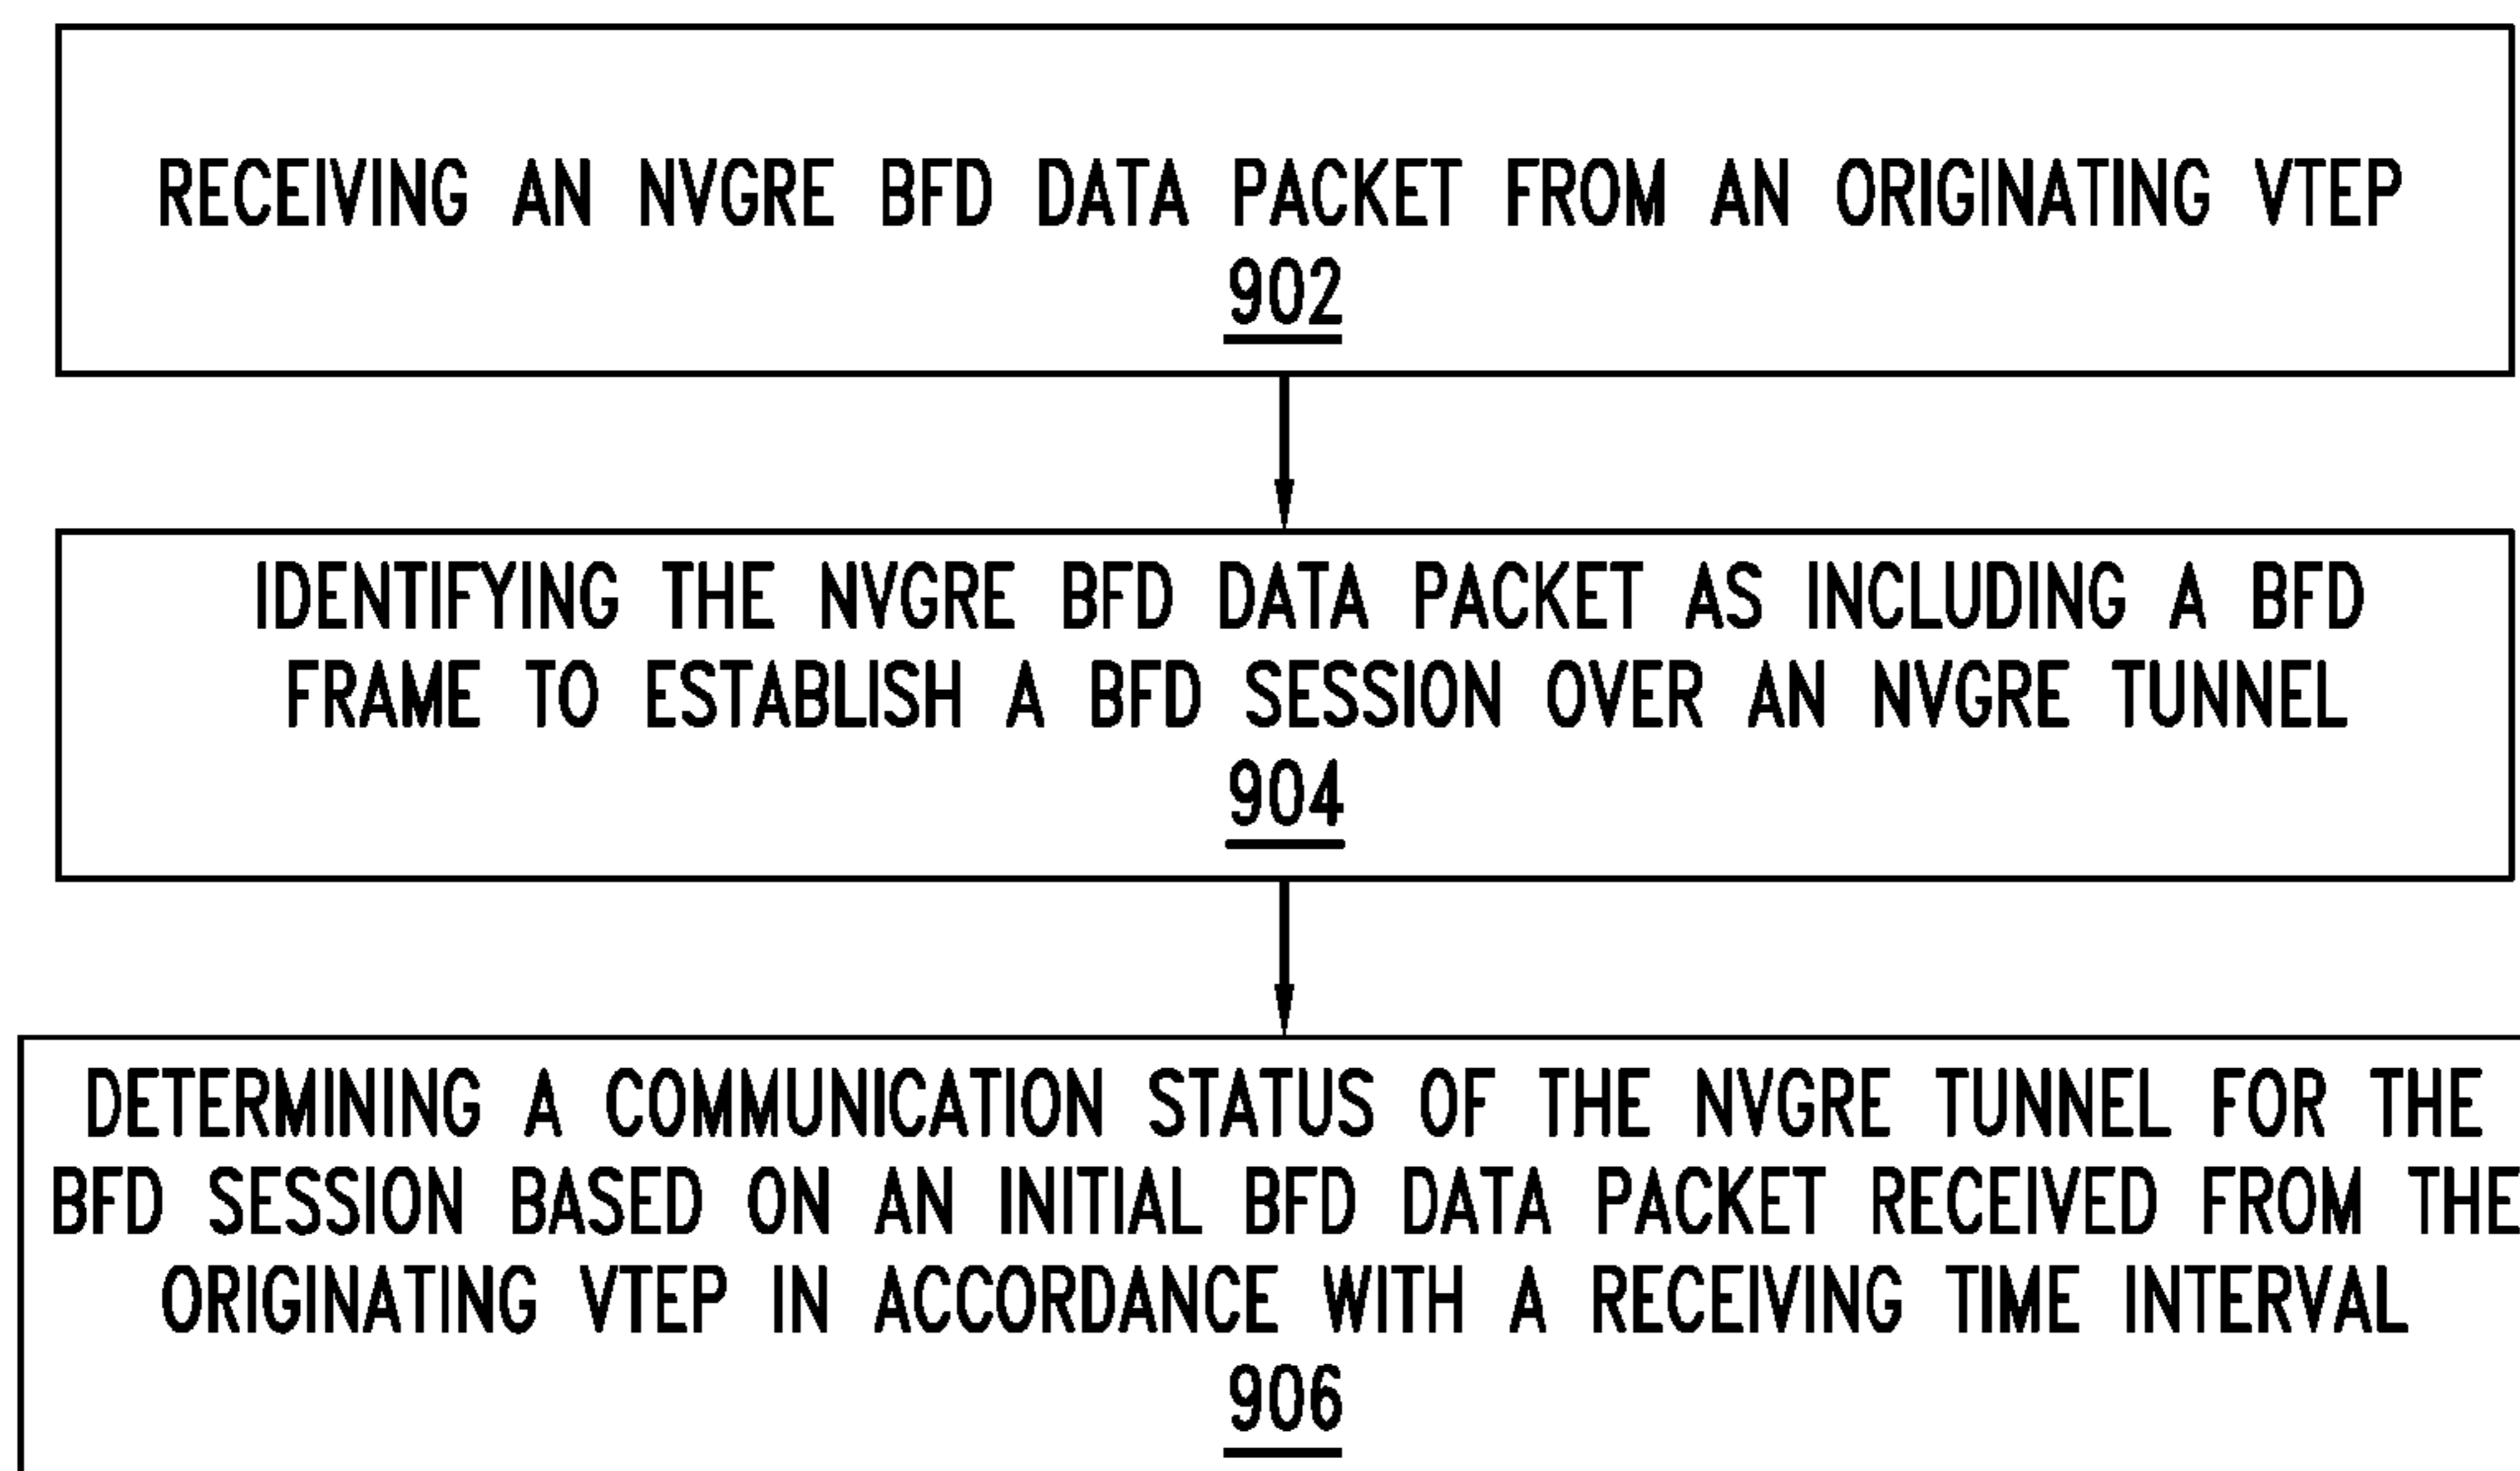 RECEIVING AN NVGRE BFD DATA PACKET FROM AN ORIGINATING VTEP
902
IDENTIFYING THE NVGRE BFD DATA PACKET AS INCLUDING A BFD
FRAME TO ESTABLISH A BFD SESSION OVER AN NVGRE TUNNEL
904
DETERMINING A COMMUNICATION STATUS OF THE NVGRE TUNNEL FOR THE
BFD SESSION BASED ON AN INITIAL BFD DATA PACKET RECEIVED FROM THE
ORIGINATING VTEP IN ACCORDANCE WITH A RECEIVING TIME INTERVAL
906